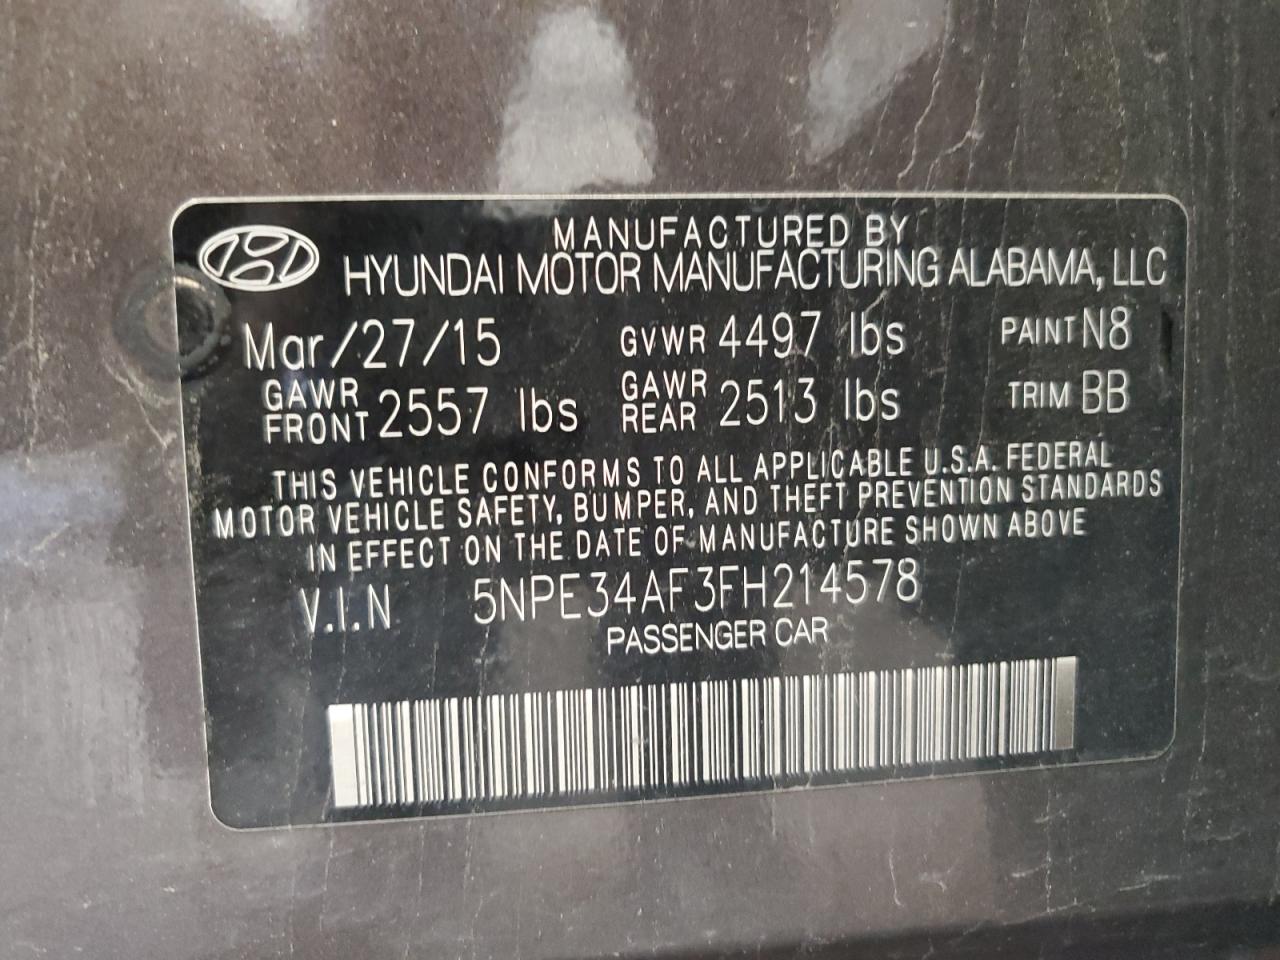 MANUFACTURED BY
HYUNDAI MOTOR MANUFACTURING ALABAMA, LLC
Mar/27/15 GVWR 4497 lbs PAINT N8
GAWR FRONT 2557 lbs GAWR REAR 2513 lbs TRIM BB
THIS VEHICLE CONFORMS TO ALL APPLICABLE U.S.A. FEDERAL
MOTOR VEHICLE SAFETY, BUMPER, AND THEFT PREVENTION STANDARDS
IN EFFECT ON THE DATE OF MANUFACTURE SHOWN ABOVE
V.I.N 5NPE34AF3FH214578
PASSENGER CAR